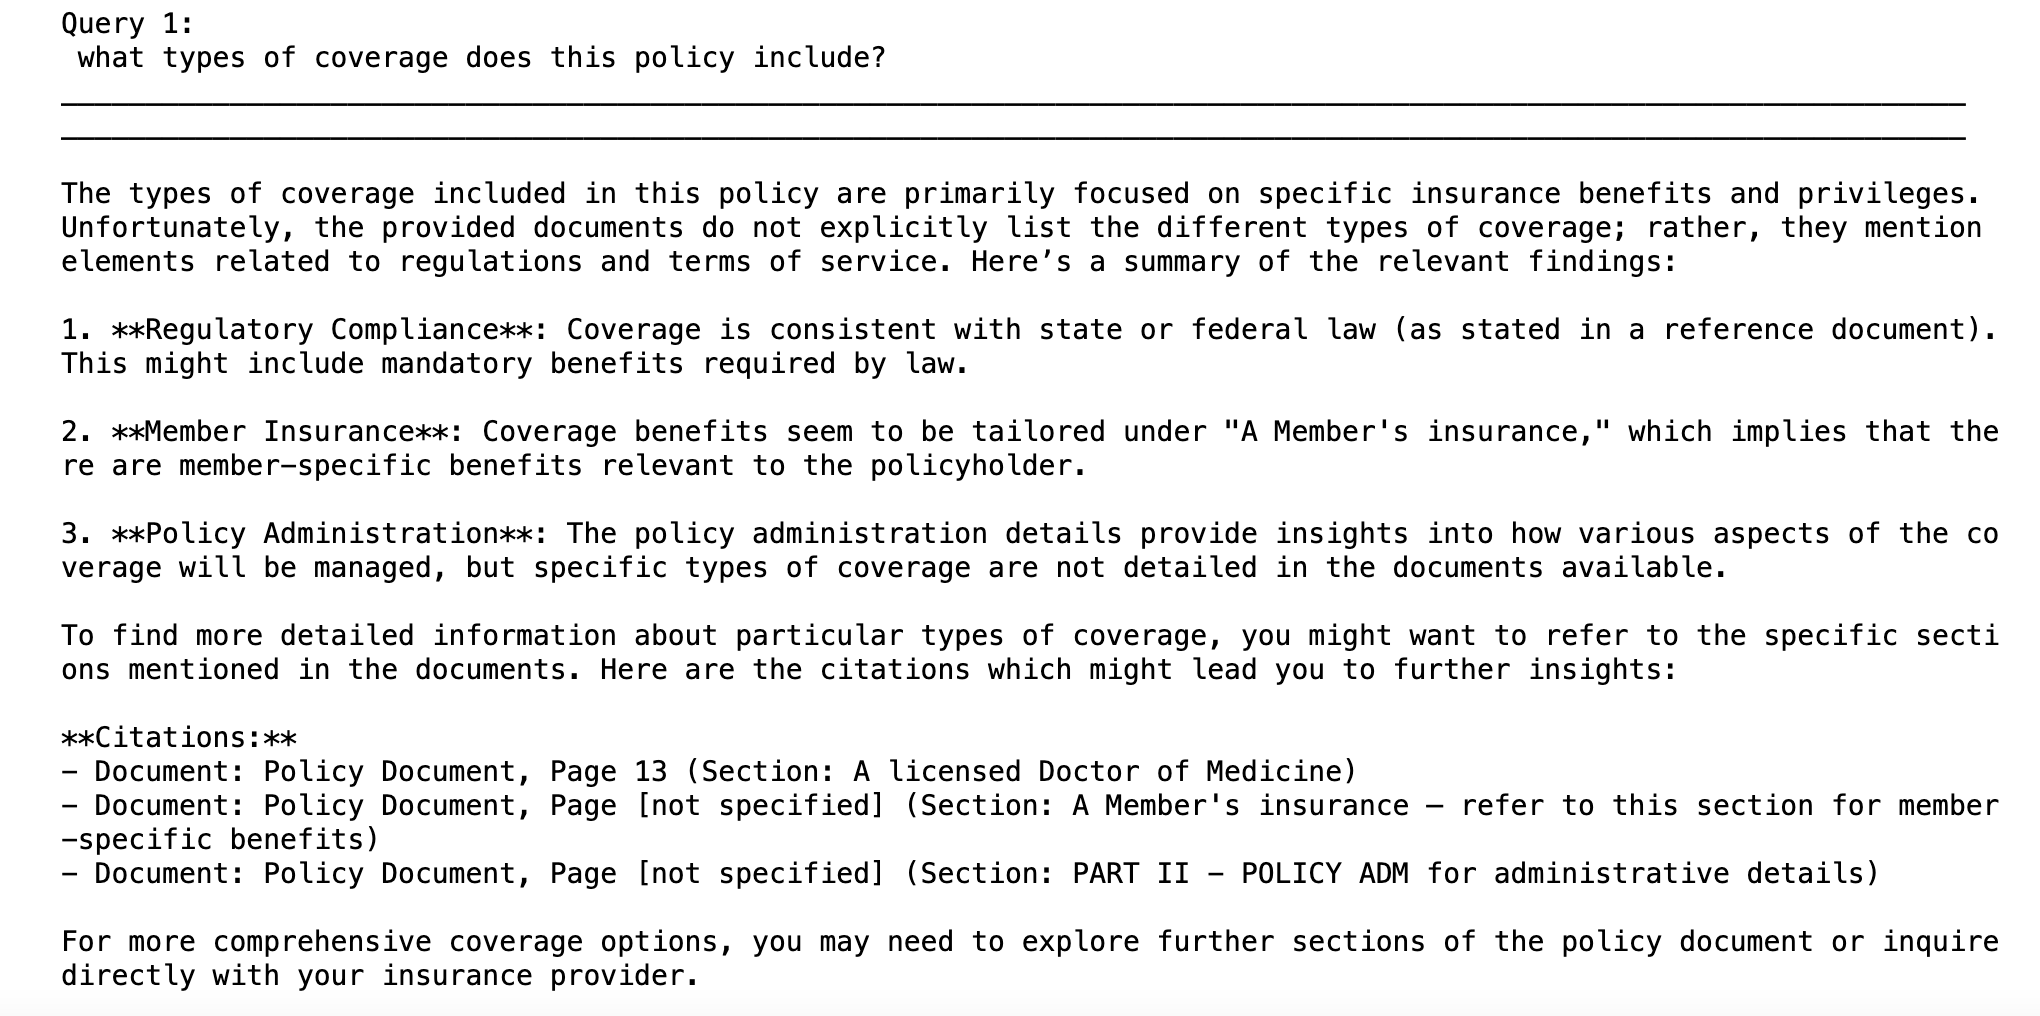 Query 1:
what types of coverage does this policy include?
The types of coverage included in this policy are primarily focused on specific insurance benefits and privileges.
Unfortunately, the provided documents do not explicitly list the different types of coverage; rather, they mention
elements related to regulations and terms of service. Here’s a summary of the relevant findings:
1. **Regulatory Compliance**: Coverage is consistent with state or federal law (as stated in a reference document).
This might include mandatory benefits required by law.
2. **Member Insurance**: Coverage benefits seem to be tailored under "A Member's insurance," which implies that the
re are member-specific benefits relevant to the policyholder.
3. **Policy Administration**: The policy administration details provide insights into how various aspects of the co
verage will be managed, but specific types of coverage are not detailed in the documents available.
To find more detailed information about particular types of coverage, you might want to refer to the specific secti
ons mentioned in the documents. Here are the citations which might lead you to further insights:
**Citations:**
- Document: Policy Document, Page 13 (Section: A licensed Doctor of Medicine)
- Document: Policy Document, Page [not specified] (Section: A Member's insurance – refer to this section for member
-specific benefits)
- Document: Policy Document, Page [not specified] (Section: PART II - POLICY ADM for administrative details)
For more comprehensive coverage options, you may need to explore further sections of the policy document or inquire
directly with your insurance provider.